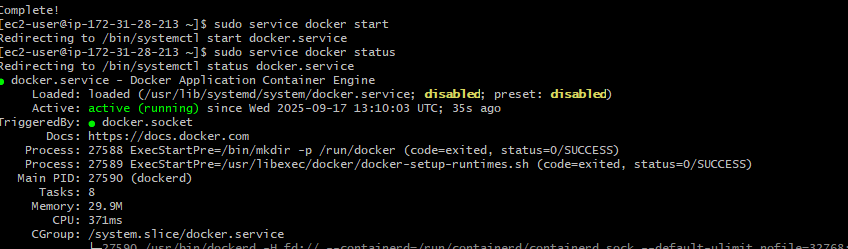 Complete!
[ec2-user@ip-172-31-28-213 ~]$ sudo service docker start
Redirecting to /bin/systemctl start docker.service
[ec2-user@ip-172-31-28-213 ~]$ sudo service docker status
Redirecting to /bin/systemctl status docker.service
● docker.service - Docker Application Container Engine
Loaded: loaded (/usr/lib/systemd/system/docker.service; disabled; preset: disabled)
Active: active (running) since Wed 2025-09-17 13:10:03 UTC; 35s ago
TriggeredBy: ● docker.socket
Docs: https://docs.docker.com
Process: 27588 ExecStartPre=/bin/mkdir -p /run/docker (code=exited, status=0/SUCCESS)
Process: 27589 ExecStartPre=/usr/libexec/docker/docker-setup-runtimes.sh (code=exited, status=0/SUCCESS)
Main PID: 27590 (dockerd)
Tasks: 8
Memory: 29.9M
CPU: 371ms
CGroup: /system.slice/docker.service
└─27590 /usr/bin/dockerd -H fd:// --containerd=/run/containerd/containerd.sock --default-ulimit nofile=32768: